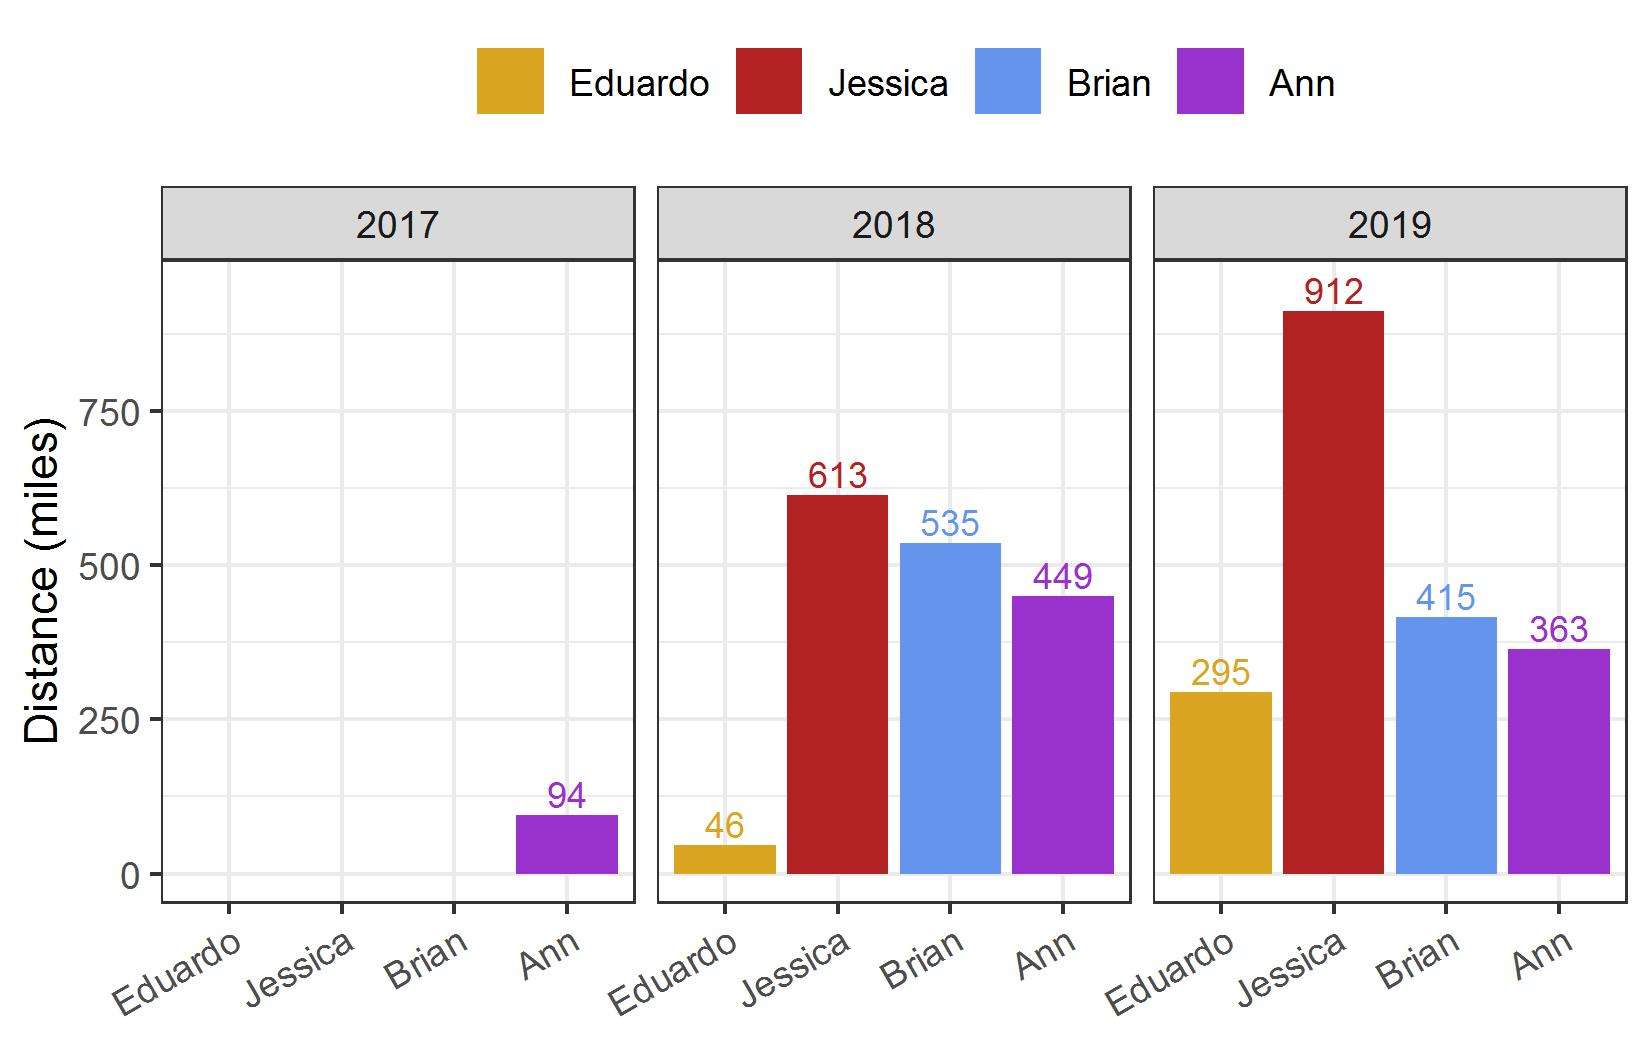 Eduardo Jessica Brian Ann
2017 2018 2019
Distance (miles)
750
500
250
0
94
46 613 535 449
295 912 415 363
Eduardo Jessica Brian Ann Eduardo Jessica Brian Ann Eduardo Jessica Brian Ann